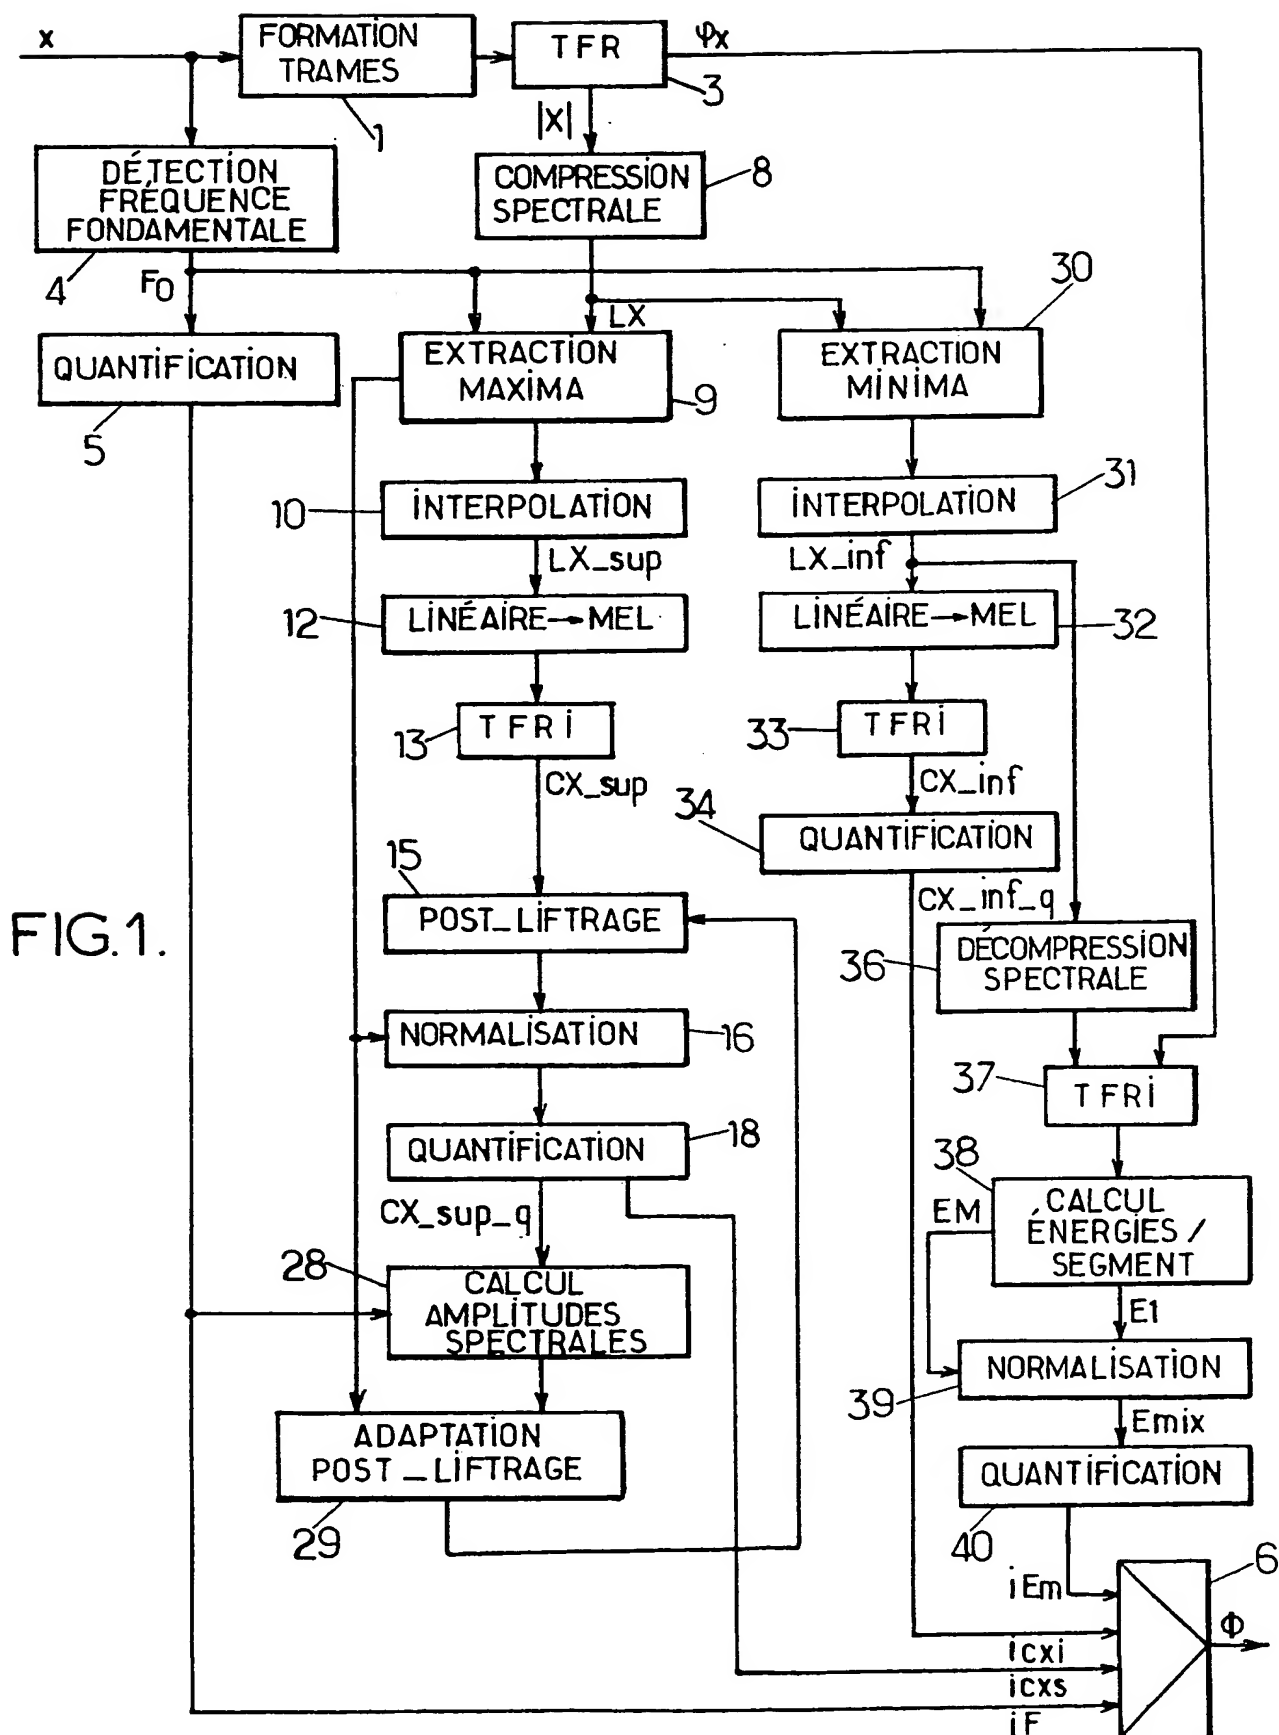 x
FORMATION
TRAMES
1
TFR
3
φx
|X|
DÉTECTION
FRÉQUENCE
FONDAMENTALE
4
F0
COMPRESSION
SPECTRALE
8
LX
30
QUANTIFICATION
5
EXTRACTION
MAXIMA
9
EXTRACTION
MINIMA
10
INTERPOLATION
31
INTERPOLATION
LX_sup
LX_inf
12
LINÉAIRE→MEL
LINÉAIRE→MEL
32
13
TFRI
33
TFRI
CX_sup
CX_inf
34
QUANTIFICATION
15
POST_LIFTRAGE
CX_inf_q
FIG.1.
36
DÉCOMPRESSION
SPECTRALE
NORMALISATION
16
37
TFRI
QUANTIFICATION
18
38
CALCUL
ÉNERGIES/
SEGMENT
EM
CX_sup_q
28
CALCUL
AMPLITUDES
SPECTRALES
E1
NORMALISATION
39
Emix
ADAPTATION
POST_LIFTRAGE
29
QUANTIFICATION
40
6
iEm
Φ
icxi
icxs
iF